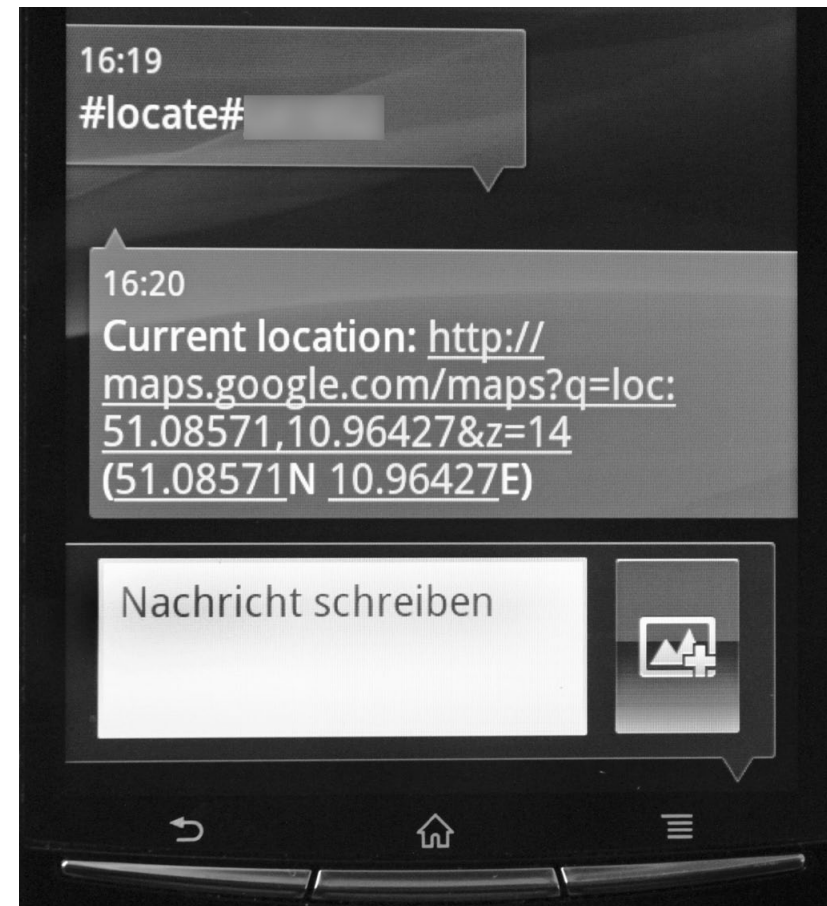 16:19
#locate#
16:20
Current location: http://
maps.google.com/maps?q=loc:
51.08571,10.96427&z=14
(51.08571N 10.96427E)
Nachricht schreiben